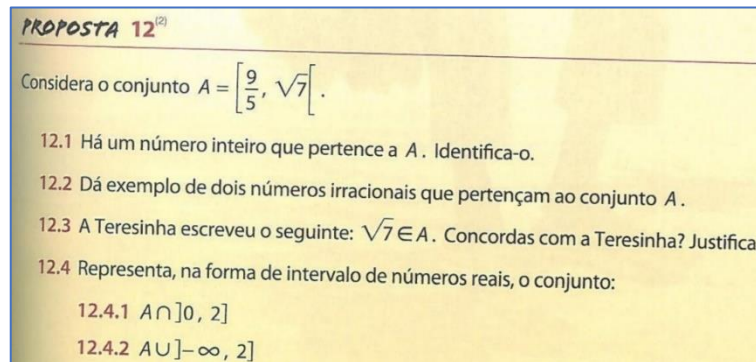 PROPOSTA 12(2)
Considera o conjunto A = [9/5, √7[ .
12.1 Há um número inteiro que pertence a A. Identifica-o.
12.2 Dá exemplo de dois números irracionais que pertençam ao conjunto A.
12.3 A Teresinha escreveu o seguinte: √7 ∈ A. Concordas com a Teresinha? Justifica
12.4 Representa, na forma de intervalo de números reais, o conjunto:
12.4.1 A∩]0, 2]
12.4.2 A∪]−∞, 2]